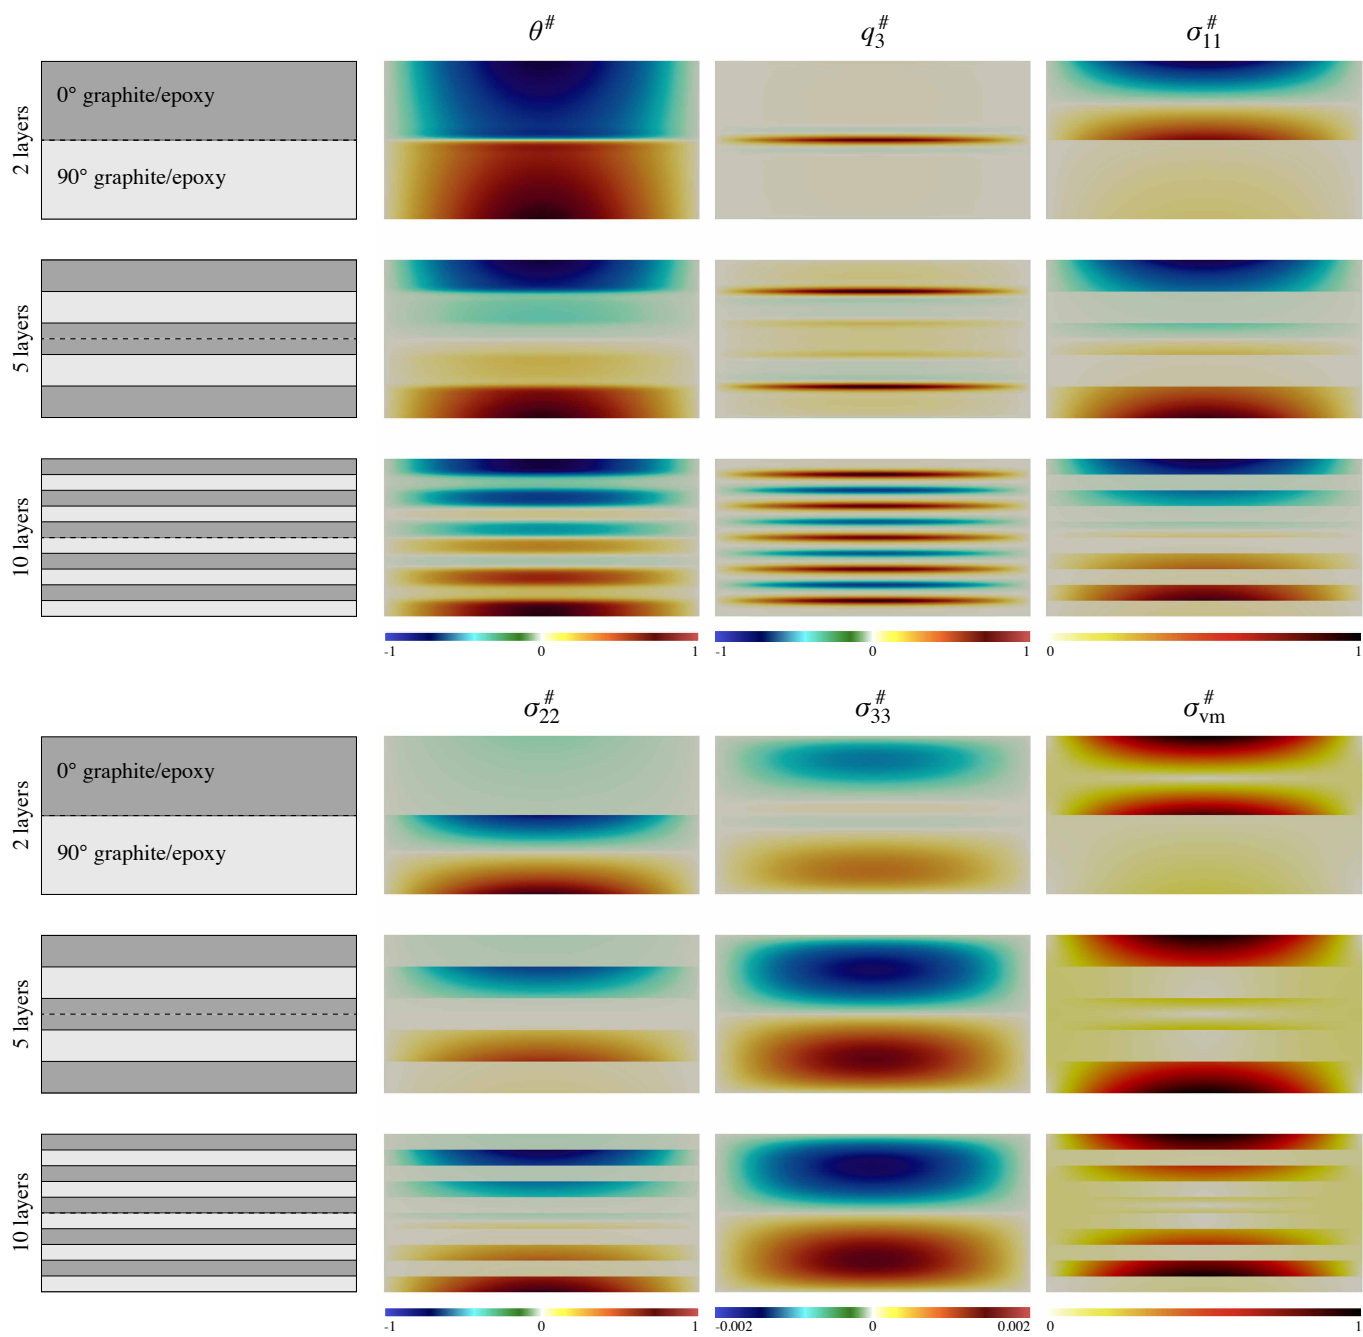 θ# q3# σ11#
2 layers
0° graphite/epoxy
90° graphite/epoxy
5 layers
10 layers
-1 0 1 -1 0 1 0 1
σ22# σ33# σvm#
2 layers
0° graphite/epoxy
90° graphite/epoxy
5 layers
10 layers
-1 0 1 -0.002 0 0.002 0 1